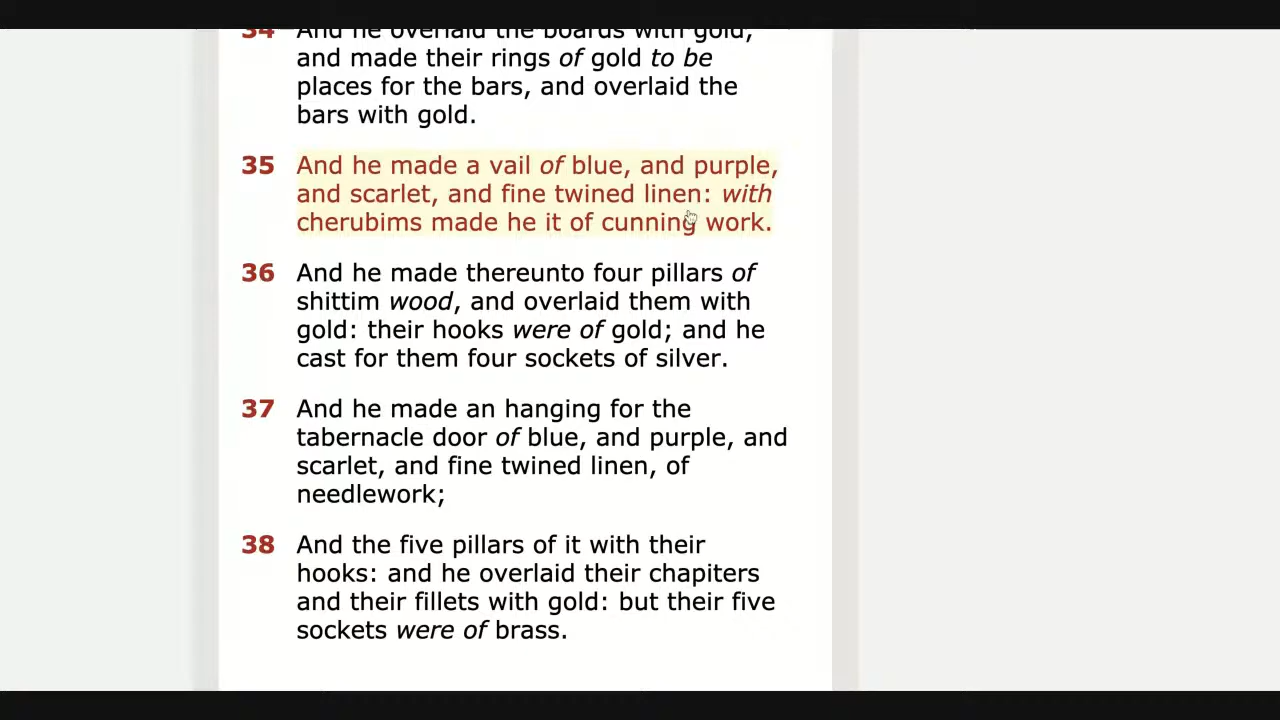 34 And he overlaid the boards with gold,
and made their rings of gold to be
places for the bars, and overlaid the
bars with gold.
35 And he made a vail of blue, and purple,
and scarlet, and fine twined linen: with
cherubims made he it of cunning work.
36 And he made thereunto four pillars of
shittim wood, and overlaid them with
gold: their hooks were of gold; and he
cast for them four sockets of silver.
37 And he made an hanging for the
tabernacle door of blue, and purple, and
scarlet, and fine twined linen, of
needlework;
38 And the five pillars of it with their
hooks: and he overlaid their chapiters
and their fillets with gold: but their five
sockets were of brass.